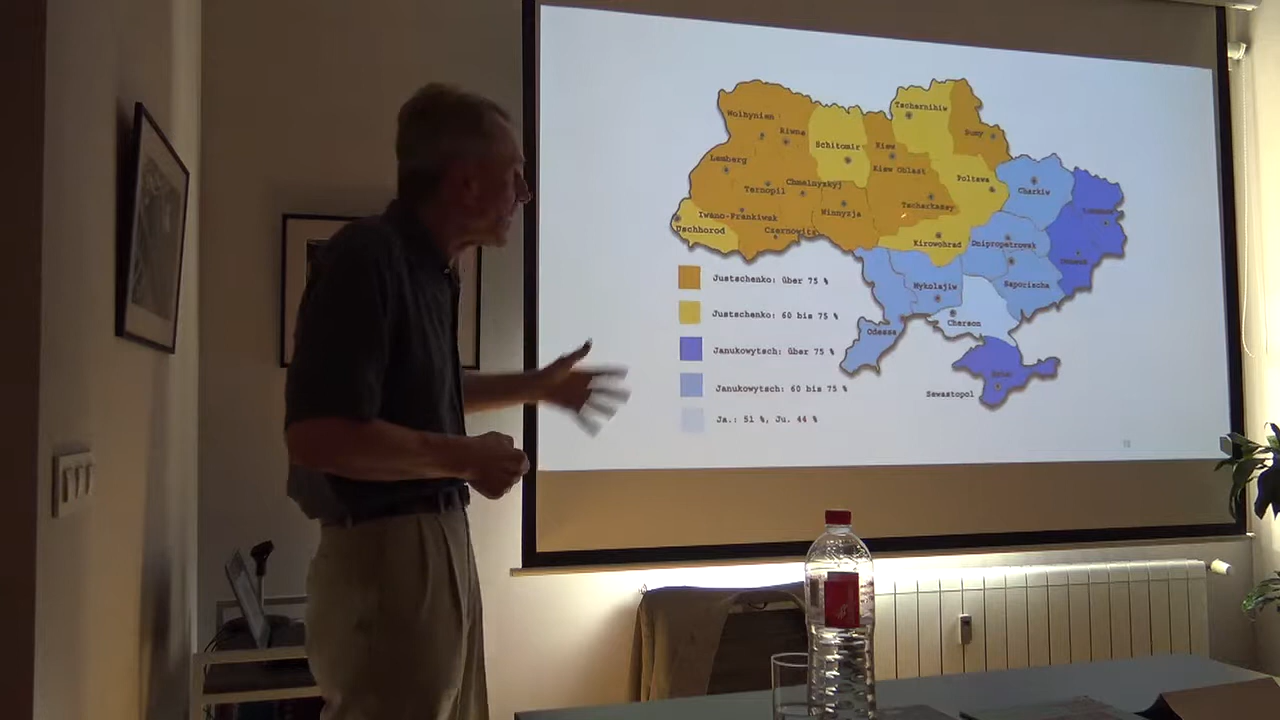 Tschernihiw
Wolhynien
Riwne
Sumy
Schitomir
Kiew
Lemberg
Kiew Oblast
Poltawa
Charkiw
Ternopil
Chmelnyzkyj
Tscherkassy
Winnyzja
Iwano-Frankiwsk
Uschhorod
Czernowitz
Kirowohrad
Dnipropetrowsk
Mykolajiw
Saporischa
Cherson
Odessa
Sewastopol
Justschenko: über 75 %
Justschenko: 60 bis 75 %
Janukowytsch: über 75 %
Janukowytsch: 60 bis 75 %
Ja.: 51 %, Ju. 44 %